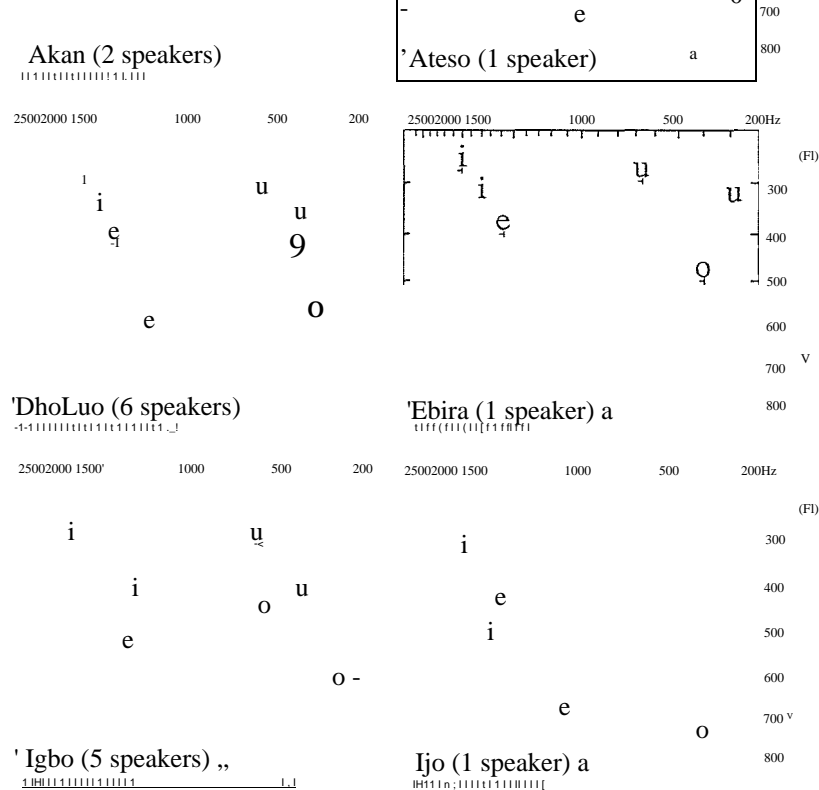 700
e
800
Akan (2 speakers)
’Ateso (1 speaker)
a
25002000 1500 1000 500 200
25002000 1500 1000 500 200Hz
(Fl)
i
u
i
300
i
e
u
9
u
i
e
u
400
o
500
e
o
600
700
V
'DhoLuo (6 speakers)
'Ebira (1 speaker) a
800
25002000 1500' 1000 500 200
25002000 1500 1000 500 200Hz
(Fl)
i
u
i
300
i
o
u
e
400
e
i
500
o -
600
e
o
700 v
800
' Igbo (5 speakers) „
Ijo (1 speaker) a